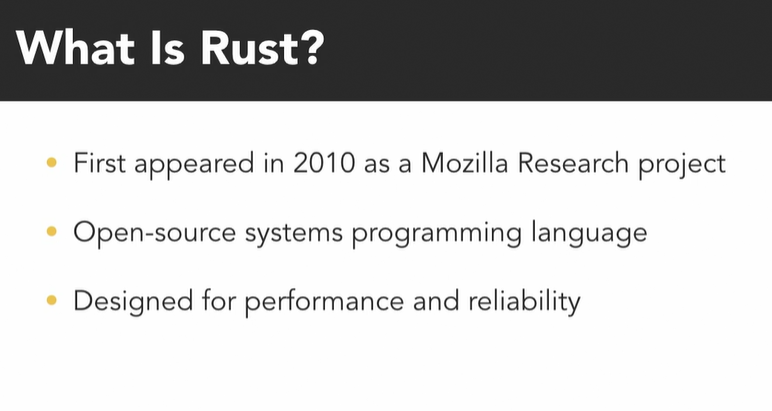 What Is Rust?
First appeared in 2010 as a Mozilla Research project
Open-source systems programming language
Designed for performance and reliability